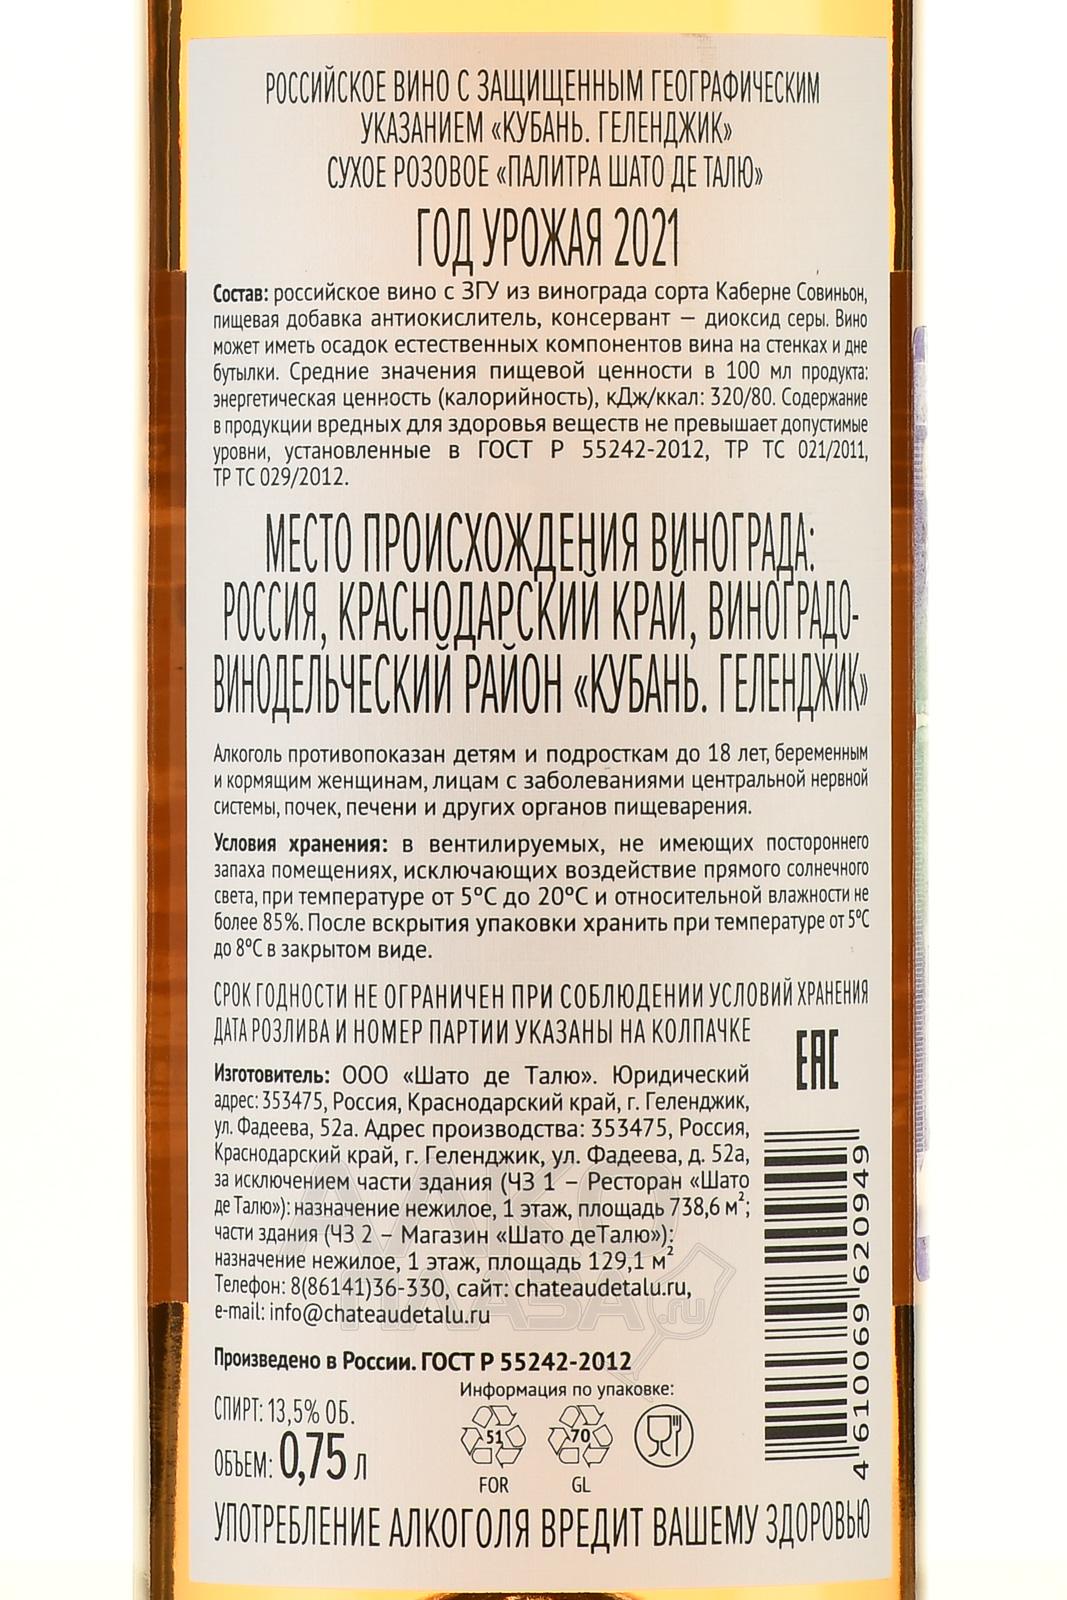 РОССИЙСКОЕ ВИНО С ЗАЩИЩЕННЫМ ГЕОГРАФИЧЕСКИМ
УКАЗАНИЕМ «КУБАНЬ. ГЕЛЕНДЖИК»
СУХОЕ РОЗОВОЕ «ПАЛИТРА ШАТО ДЕ ТАЛЮ»
ГОД УРОЖАЯ 2021
Состав: российское вино с ЗГУ из винограда сорта Каберне Совиньон,
пищевая добавка антиокислитель, консервант – диоксид серы. Вино
может иметь осадок естественных компонентов вина на стенках и дне
бутылки. Средние значения пищевой ценности в 100 мл продукта:
энергетическая ценность (калорийность), кДж/ккал: 320/80. Содержание
в продукции вредных для здоровья веществ не превышает допустимые
уровни, установленные в ГОСТ Р 55242-2012, ТР ТС 021/2011,
ТР ТС 029/2012.
МЕСТО ПРОИСХОЖДЕНИЯ ВИНОГРАДА:
РОССИЯ, КРАСНОДАРСКИЙ КРАЙ, ВИНОГРАДО-
ВИНОДЕЛЬЧЕСКИЙ РАЙОН «КУБАНЬ. ГЕЛЕНДЖИК»
Алкоголь противопоказан детям и подросткам до 18 лет, беременным
и кормящим женщинам, лицам с заболеваниями центральной нервной
системы, почек, печени и других органов пищеварения.
Условия хранения: в вентилируемых, не имеющих постороннего
запаха помещениях, исключающих воздействие прямого солнечного
света, при температуре от 5°С до 20°С и относительной влажности не
более 85%. После вскрытия упаковки хранить при температуре от 5°С
до 8°С в закрытом виде.
СРОК ГОДНОСТИ НЕ ОГРАНИЧЕН ПРИ СОБЛЮДЕНИИ УСЛОВИЙ ХРАНЕНИЯ
ДАТА РОЗЛИВА И НОМЕР ПАРТИИ УКАЗАНЫ НА КОЛПАЧКЕ
ЕАС
Изготовитель: ООО «Шато де Талю». Юридический
адрес: 353475, Россия, Краснодарский край, г. Геленджик,
ул. Фадеева, 52а. Адрес производства: 353475, Россия,
Краснодарский край, г. Геленджик, ул. Фадеева, д. 52а,
за исключением части здания (ЧЗ 1 – Ресторан «Шато
де Талю»): назначение нежилое, 1 этаж, площадь 738,6 м²;
части здания (ЧЗ 2 – Магазин «Шато деТалю»):
назначение нежилое, 1 этаж, площадь 129,1 м²
Телефон: 8(86141)36-330, сайт: chateaudetalu.ru,
e-mail: info@chateaudetalu.ru
4 610069 620949
АЛКО
ПЛАЗА.ru
Произведено в России. ГОСТ Р 55242-2012
Информация по упаковке:
СПИРТ: 13,5% ОБ.
51 70
ОБЪЕМ: 0,75 л
FOR GL
УПОТРЕБЛЕНИЕ АЛКОГОЛЯ ВРЕДИТ ВАШЕМУ ЗДОРОВЬЮ